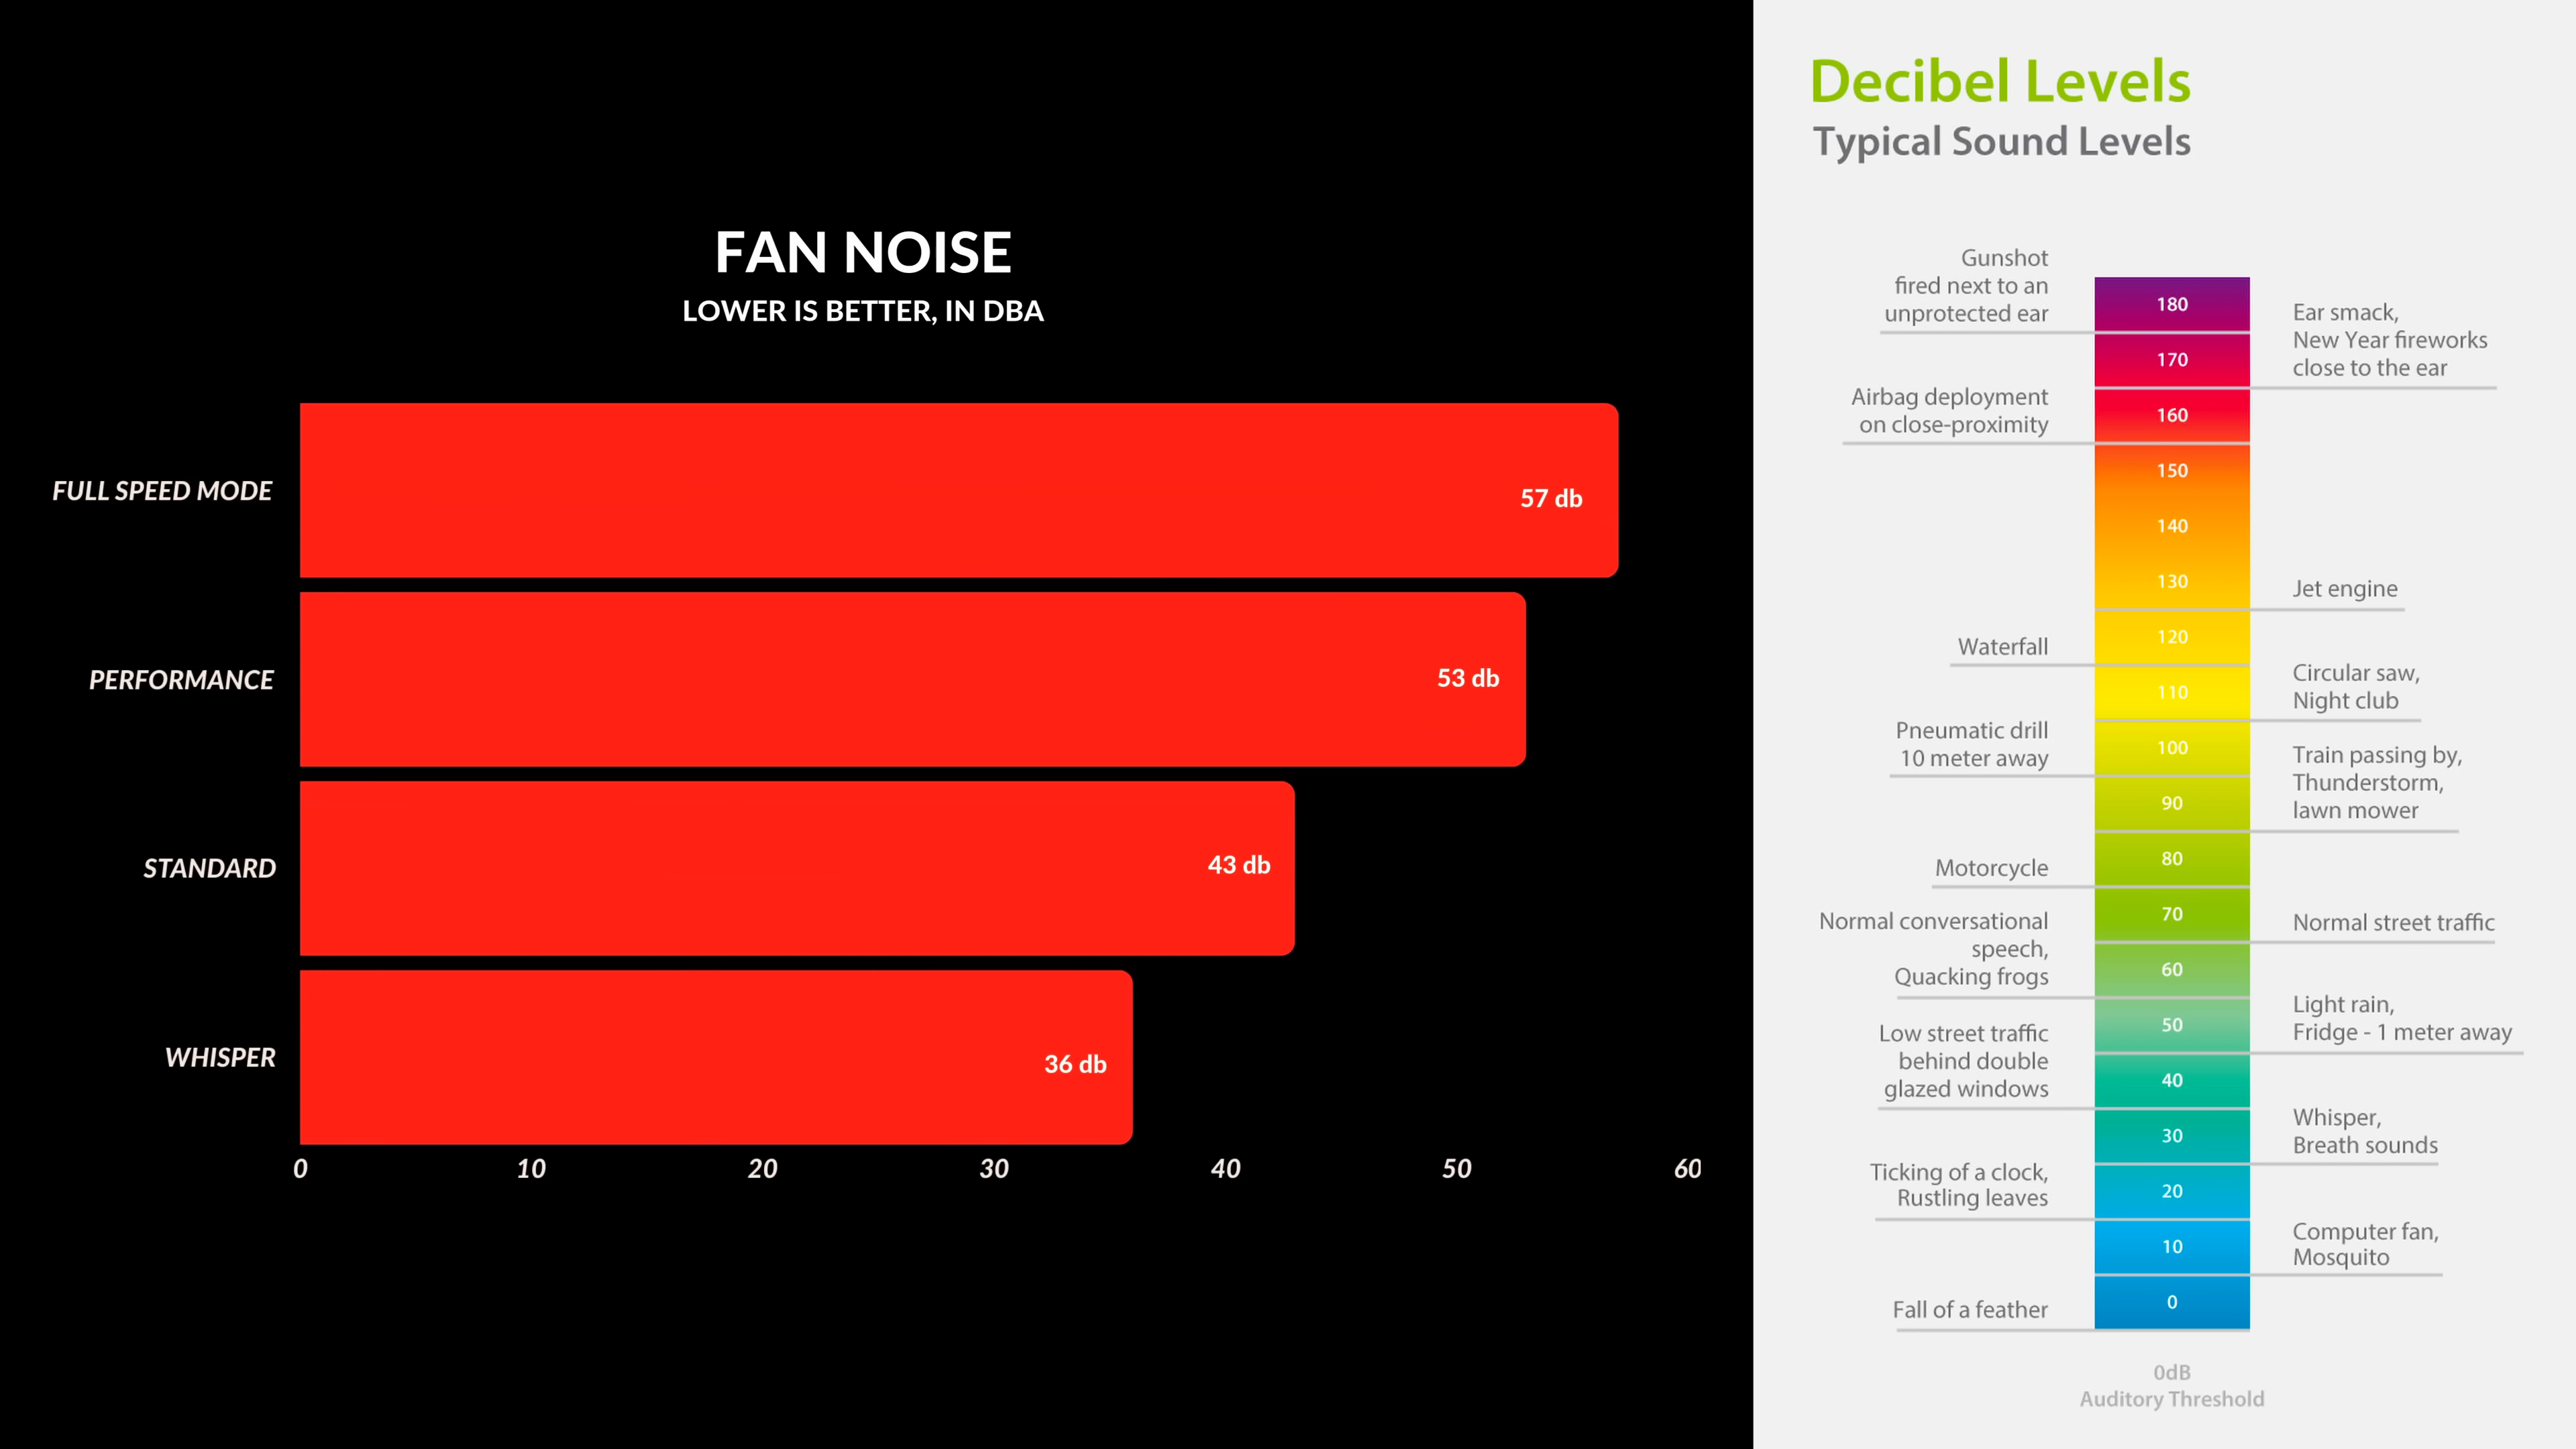 FAN NOISE
LOWER IS BETTER, IN DBA
FULL SPEED MODE
57 db
PERFORMANCE
53 db
STANDARD
43 db
WHISPER
36 db
0 10 20 30 40 50 60
Decibel Levels
Typical Sound Levels
Gunshot
fired next to an
unprotected ear
180
Ear smack,
New Year fireworks
close to the ear
170
Airbag deployment
on close-proximity
160
150
140
130
Jet engine
Waterfall
120
Circular saw,
Night club
110
Pneumatic drill
10 meter away
100
Train passing by,
Thunderstorm,
lawn mower
90
Motorcycle
80
70
Normal street traffic
Normal conversational
speech,
Quacking frogs
60
Light rain,
Fridge - 1 meter away
50
Low street traffic
behind double
glazed windows
40
Whisper,
Breath sounds
30
Ticking of a clock,
Rustling leaves
20
Computer fan,
Mosquito
10
Fall of a feather
0
0dB
Auditory Threshold